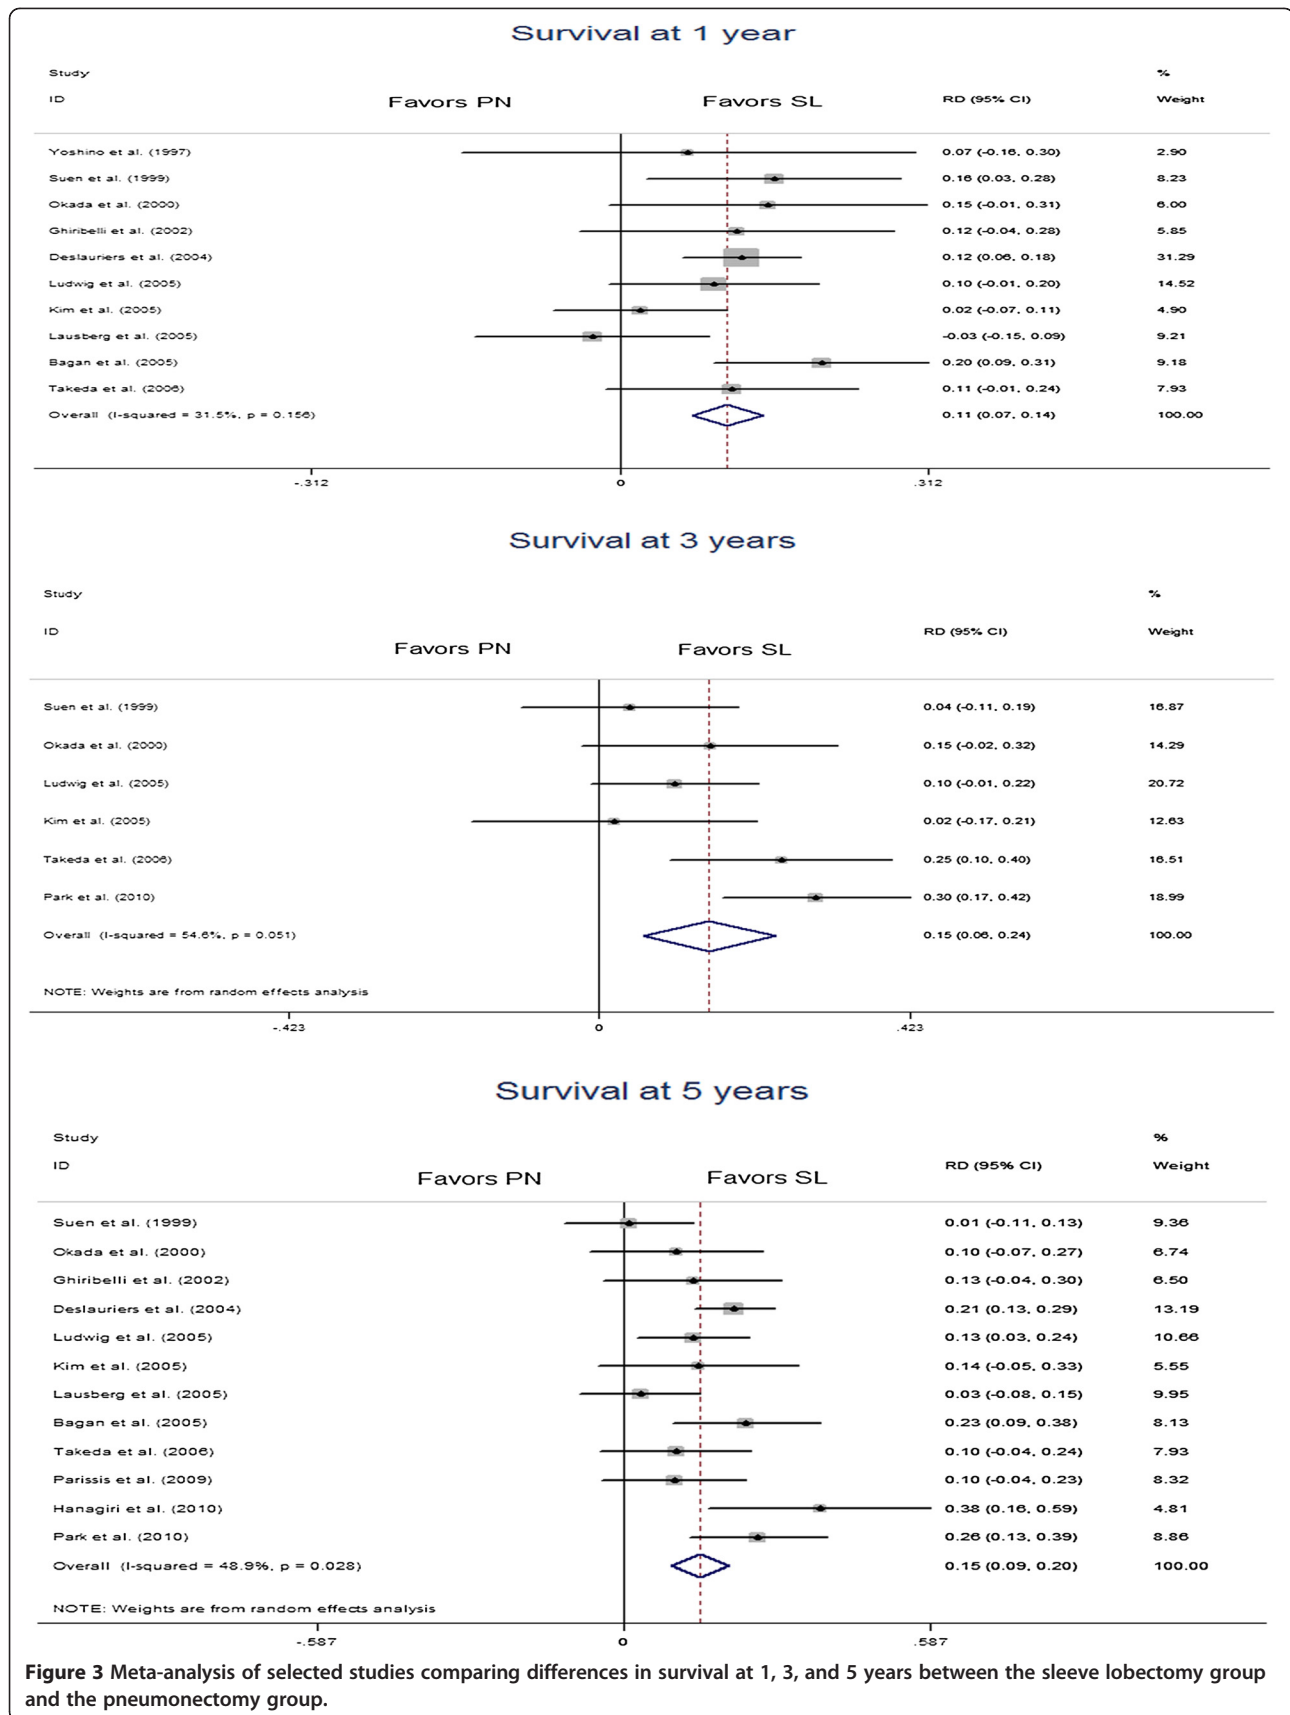 Survival at 1 year
Study %
ID Favors PN Favors SL RD (95% CI) Weight
Yoshino et al. (1997) 0.07 (-0.16, 0.30) 2.90
Suen et al. (1999) 0.16 (0.03, 0.28) 8.23
Okada et al. (2000) 0.15 (-0.01, 0.31) 6.00
Ghiribelli et al. (2002) 0.12 (-0.04, 0.28) 5.85
Deslauriers et al. (2004) 0.12 (0.06, 0.18) 31.29
Ludwig et al. (2005) 0.10 (-0.01, 0.20) 14.52
Kim et al. (2005) 0.02 (-0.07, 0.11) 4.90
Lausberg et al. (2005) -0.03 (-0.15, 0.09) 9.21
Bagan et al. (2005) 0.20 (0.09, 0.31) 9.18
Takeda et al. (2006) 0.11 (-0.01, 0.24) 7.93
Overall (I-squared = 31.5%, p = 0.156) 0.11 (0.07, 0.14) 100.00
-.312 0 .312
Survival at 3 years
Study %
ID RD (95% CI) Weight
Favors PN Favors SL
Suen et al. (1999) 0.04 (-0.11, 0.19) 16.87
Okada et al. (2000) 0.15 (-0.02, 0.32) 14.29
Ludwig et al. (2005) 0.10 (-0.01, 0.22) 20.72
Kim et al. (2005) 0.02 (-0.17, 0.21) 12.63
Takeda et al. (2006) 0.25 (0.10, 0.40) 16.51
Park et al. (2010) 0.30 (0.17, 0.42) 18.99
Overall (I-squared = 54.6%, p = 0.051) 0.15 (0.06, 0.24) 100.00
NOTE: Weights are from random effects analysis
-.423 0 .423
Survival at 5 years
Study %
ID RD (95% CI) Weight
Favors PN Favors SL
Suen et al. (1999) 0.01 (-0.11, 0.13) 9.36
Okada et al. (2000) 0.10 (-0.07, 0.27) 6.74
Ghiribelli et al. (2002) 0.13 (-0.04, 0.30) 6.50
Deslauriers et al. (2004) 0.21 (0.13, 0.29) 13.19
Ludwig et al. (2005) 0.13 (0.03, 0.24) 10.66
Kim et al. (2005) 0.14 (-0.05, 0.33) 5.55
Lausberg et al. (2005) 0.03 (-0.08, 0.15) 9.95
Bagan et al. (2005) 0.23 (0.09, 0.38) 8.13
Takeda et al. (2006) 0.10 (-0.04, 0.24) 7.93
Parissis et al. (2009) 0.10 (-0.04, 0.23) 8.32
Hanagiri et al. (2010) 0.38 (0.16, 0.59) 4.81
Park et al. (2010) 0.26 (0.13, 0.39) 8.86
Overall (I-squared = 48.9%, p = 0.028) 0.15 (0.09, 0.20) 100.00
NOTE: Weights are from random effects analysis
-.587 0 .587
Figure 3 Meta-analysis of selected studies comparing differences in survival at 1, 3, and 5 years between the sleeve lobectomy group
and the pneumonectomy group.